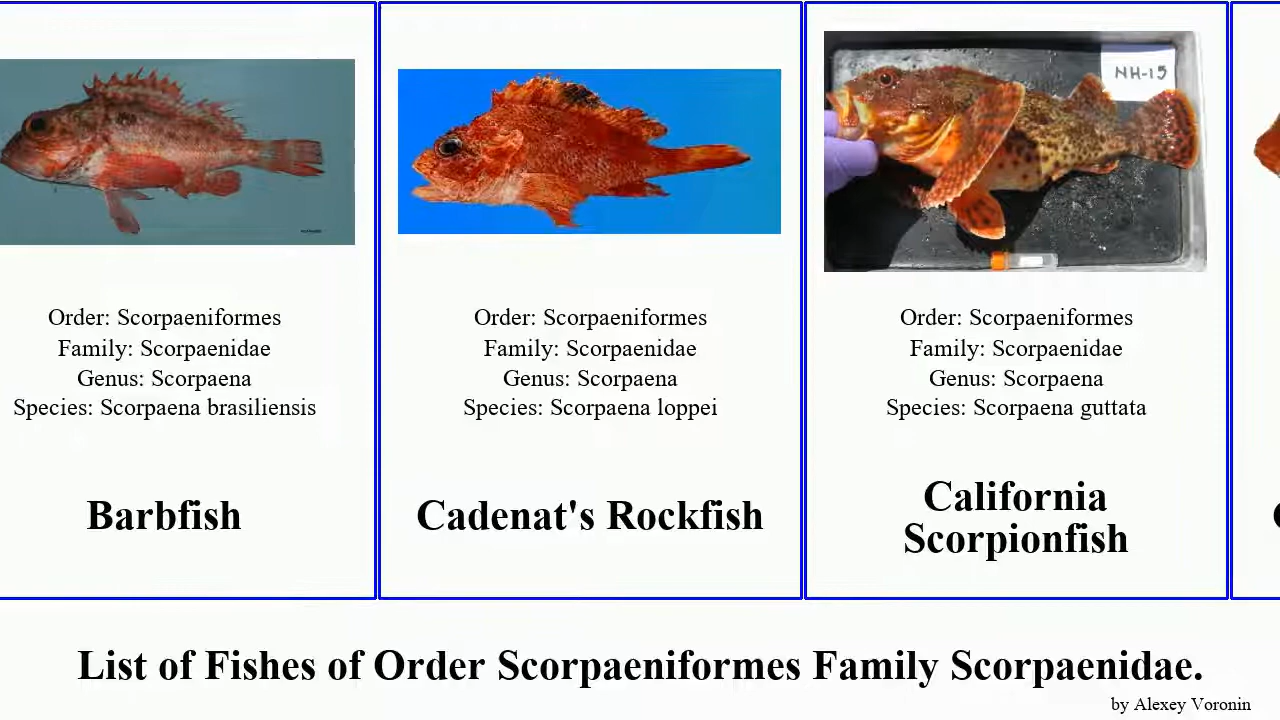 NH-15
Order: Scorpaeniformes
Family: Scorpaenidae
Genus: Scorpaena
Species: Scorpaena brasiliensis
Barbfish
Order: Scorpaeniformes
Family: Scorpaenidae
Genus: Scorpaena
Species: Scorpaena loppei
Cadenat's Rockfish
Order: Scorpaeniformes
Family: Scorpaenidae
Genus: Scorpaena
Species: Scorpaena guttata
California
Scorpionfish
List of Fishes of Order Scorpaeniformes Family Scorpaenidae.
by Alexey Voronin